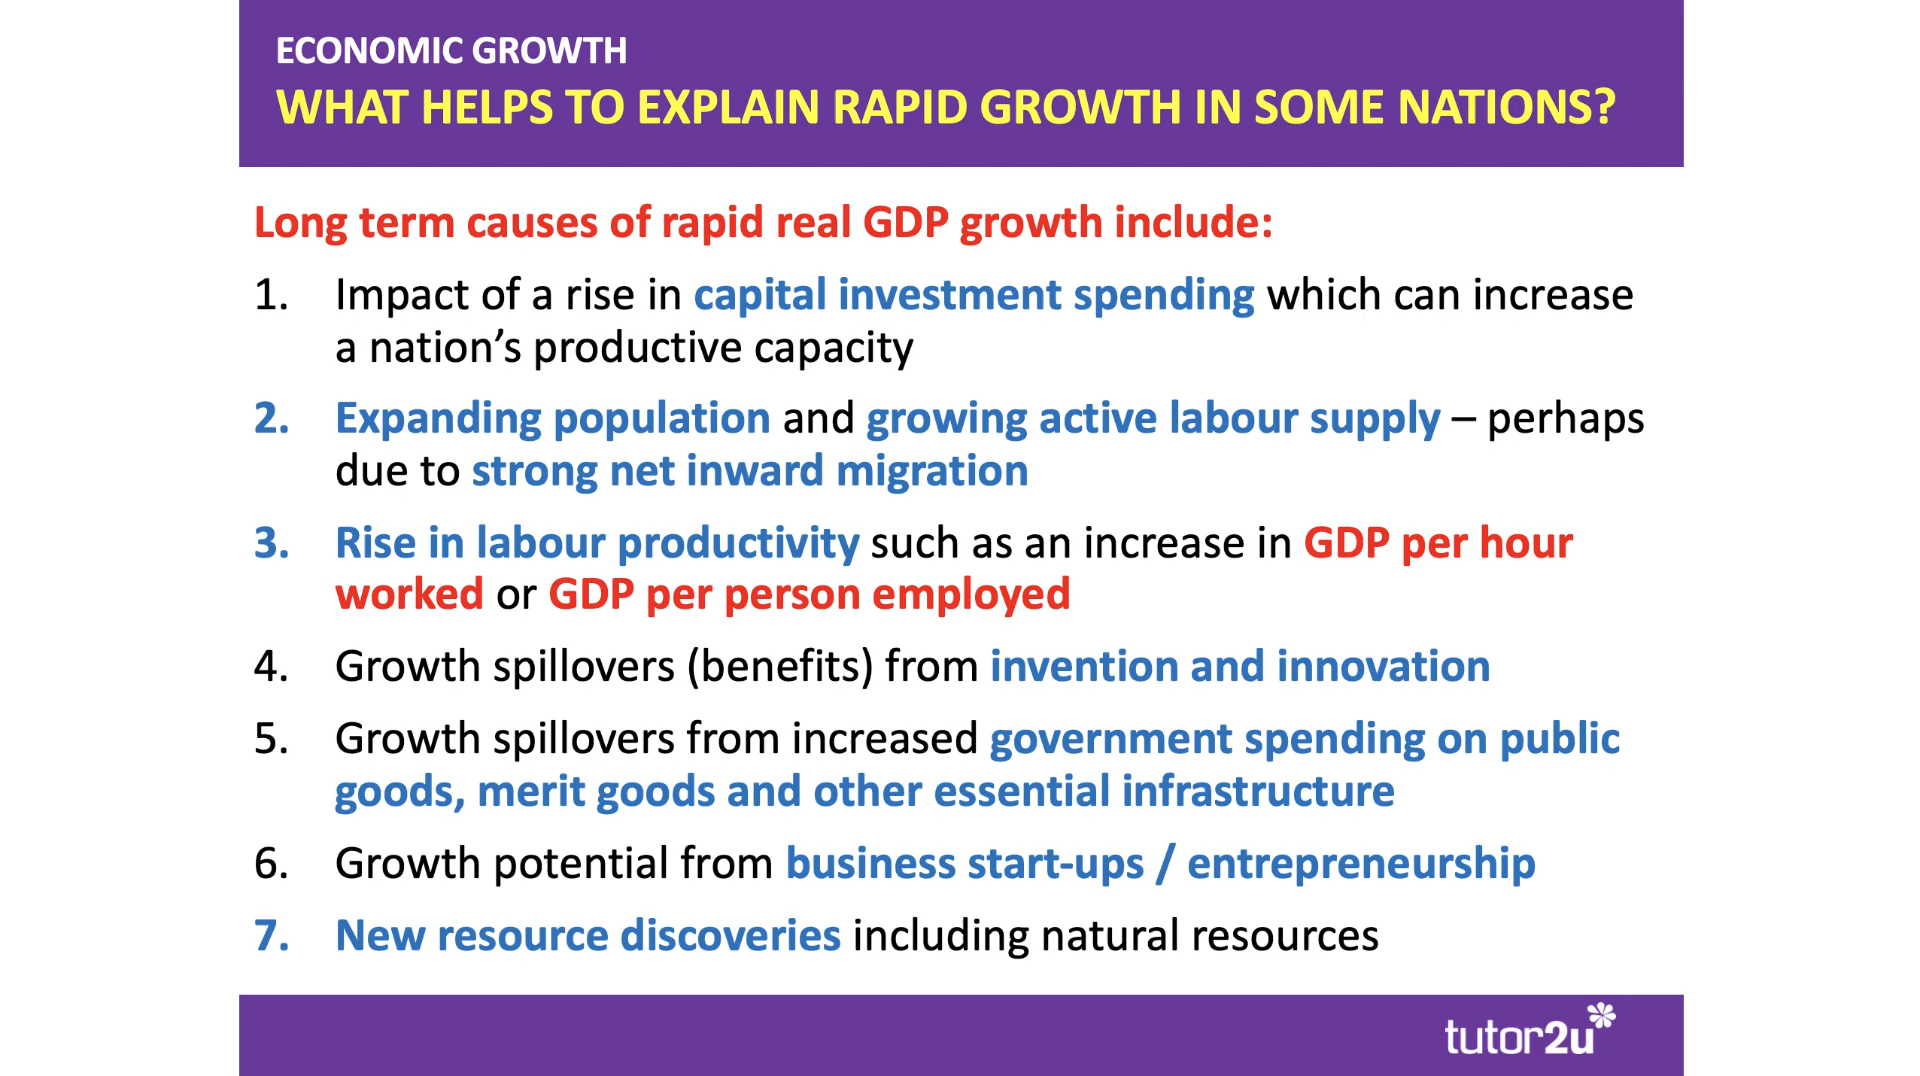 ECONOMIC GROWTH
WHAT HELPS TO EXPLAIN RAPID GROWTH IN SOME NATIONS?
Long term causes of rapid real GDP growth include:
1. Impact of a rise in capital investment spending which can increase
a nation’s productive capacity
2. Expanding population and growing active labour supply – perhaps
due to strong net inward migration
3. Rise in labour productivity such as an increase in GDP per hour
worked or GDP per person employed
4. Growth spillovers (benefits) from invention and innovation
5. Growth spillovers from increased government spending on public
goods, merit goods and other essential infrastructure
6. Growth potential from business start-ups / entrepreneurship
7. New resource discoveries including natural resources
tutor2u